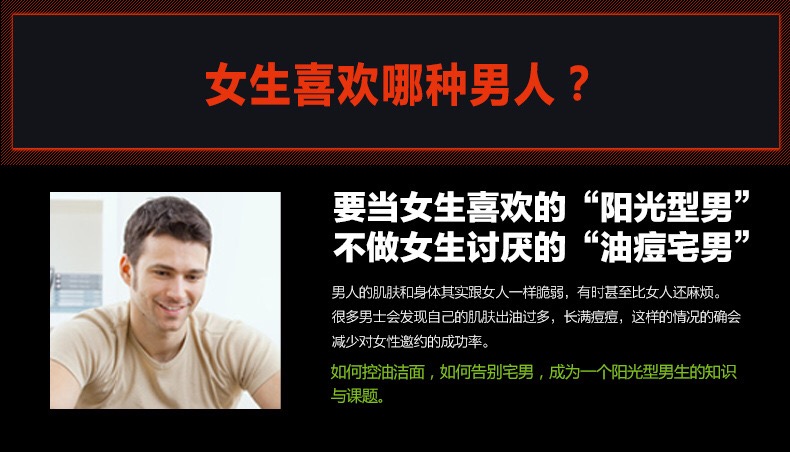 女生喜欢哪种男人？
要当女生喜欢的“阳光型男”
不做女生讨厌的“油痘宅男”
男人的肌肤和身体其实跟女人一样脆弱，有时甚至比女人还麻烦。
很多男士会发现自己的肌肤出油过多，长满痘痘，这样的情况的确会
减少对女性邀约的成功率。
如何控油洁面，如何告别宅男，成为一个阳光型男生的知识
与课题。